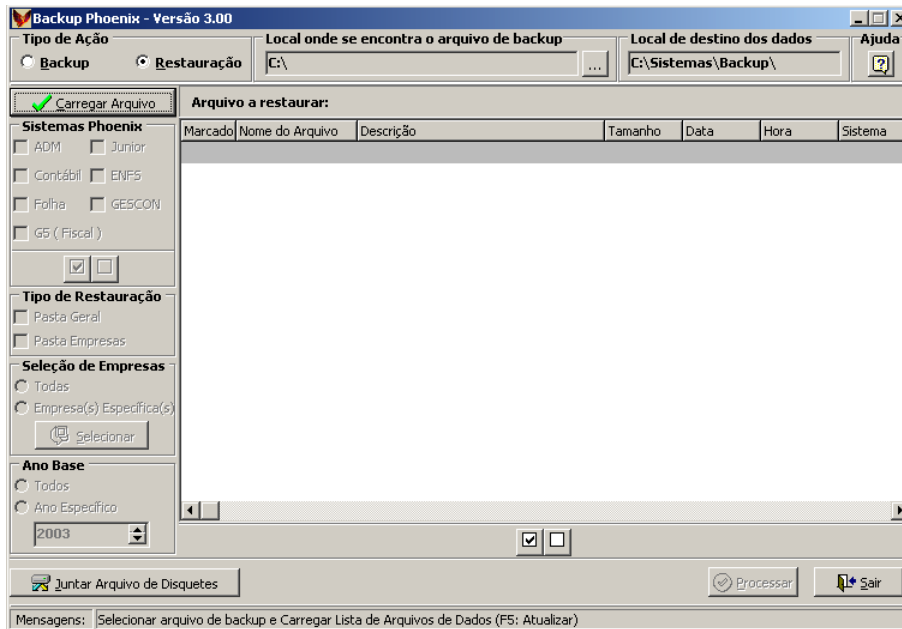 Backup Phoenix - Versão 3.00
Tipo de Ação
Backup
Restauração
Local onde se encontra o arquivo de backup
C:\
...
Local de destino dos dados
C:\Sistemas\Backup\
Ajuda
?
Carregar Arquivo
Arquivo a restaurar:
Sistemas Phoenix
ADM Junior
Contábil ENFS
Folha GESCON
G5 ( Fiscal )
Marcado Nome do Arquivo Descrição Tamanho Data Hora Sistema
Tipo de Restauração
Pasta Geral
Pasta Empresas
Seleção de Empresas
Todas
Empresa(s) Específica(s)
Selecionar
Ano Base
Todos
Ano Específico
2003
Juntar Arquivo de Disquetes
Processar
Sair
Mensagens: Selecionar arquivo de backup e Carregar Lista de Arquivos de Dados (F5: Atualizar)